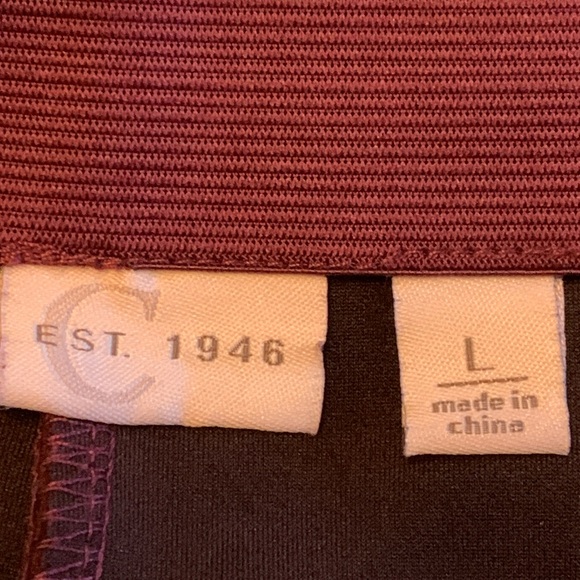 C
EST. 1946
L
made in
china